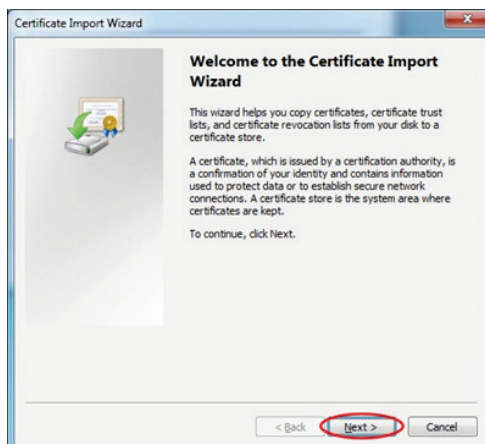 Certificate Import Wizard
Welcome to the Certificate Import
Wizard
This wizard helps you copy certificates, certificate trust
lists, and certificate revocation lists from your disk to a
certificate store.
A certificate, which is issued by a certification authority, is
a confirmation of your identity and contains information
used to protect data or to establish secure network
connections. A certificate store is the system area where
certificates are kept.
To continue, click Next.
< Back Next > Cancel